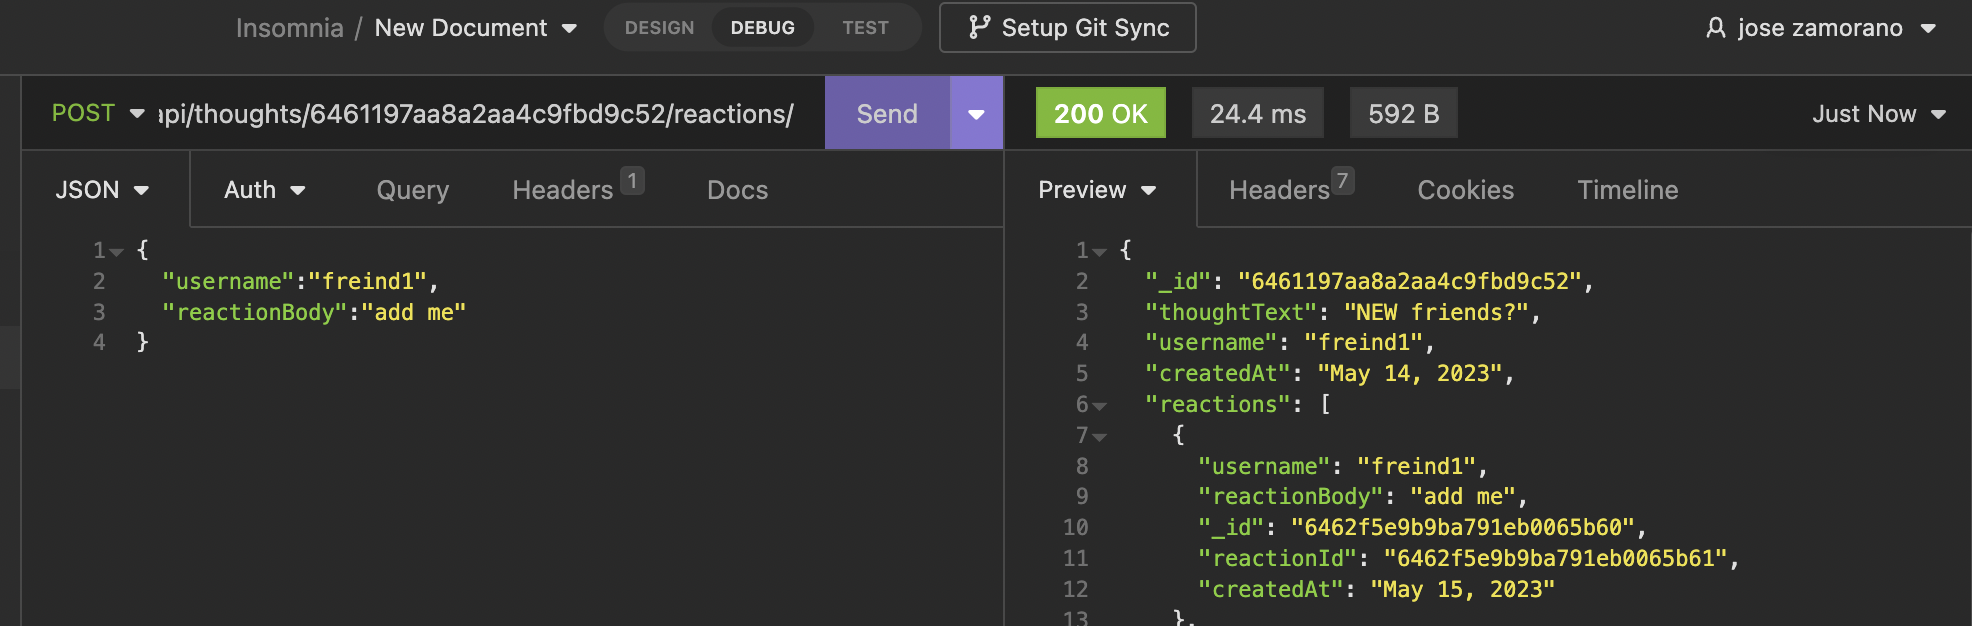 Insomnia / New Document DESIGN DEBUG TEST Setup Git Sync jose zamorano
POST api/thoughts/6461197aa8a2aa4c9fbd9c52/reactions/ Send 200 OK 24.4 ms 592 B Just Now
JSON Auth Query Headers 1 Docs
1 {
2 "username":"freind1",
3 "reactionBody":"add me"
4 }
Preview Headers 7 Cookies Timeline
1 {
2 "_id": "6461197aa8a2aa4c9fbd9c52",
3 "thoughtText": "NEW friends?",
4 "username": "freind1",
5 "createdAt": "May 14, 2023",
6 "reactions": [
7 {
8 "username": "freind1",
9 "reactionBody": "add me",
10 "_id": "6462f5e9b9ba791eb0065b60",
11 "reactionId": "6462f5e9b9ba791eb0065b61",
12 "createdAt": "May 15, 2023"
13 },